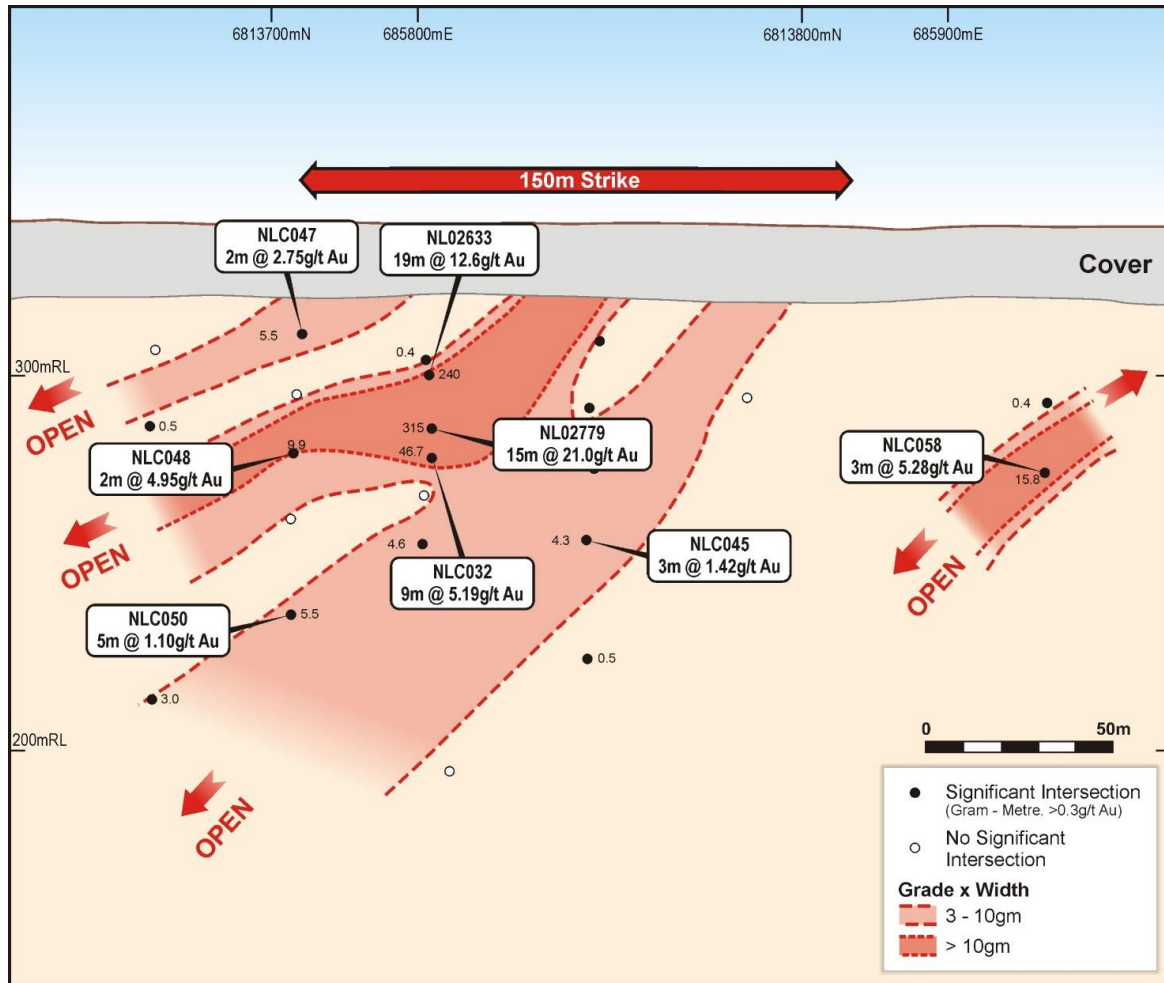 6813700mN
685800mE
6813800mN
685900mE
150m Strike
NLC047
2m @ 2.75g/t Au
NL02633
19m @ 12.6g/t Au
Cover
5.5
0.4
240
300mRL
OPEN
0.5
0.4
315
NL02779
15m @ 21.0g/t Au
NLC058
3m @ 5.28g/t Au
9.9
46.7
NLC048
2m @ 4.95g/t Au
15.8
OPEN
4.6
4.3
NLC045
3m @ 1.42g/t Au
NLC032
9m @ 5.19g/t Au
OPEN
NLC050
5m @ 1.10g/t Au
5.5
0.5
3.0
200mRL
OPEN
0
50m
Significant Intersection
(Gram - Metre. >0.3g/t Au)
No Significant
Intersection
Grade x Width
3 - 10gm
> 10gm